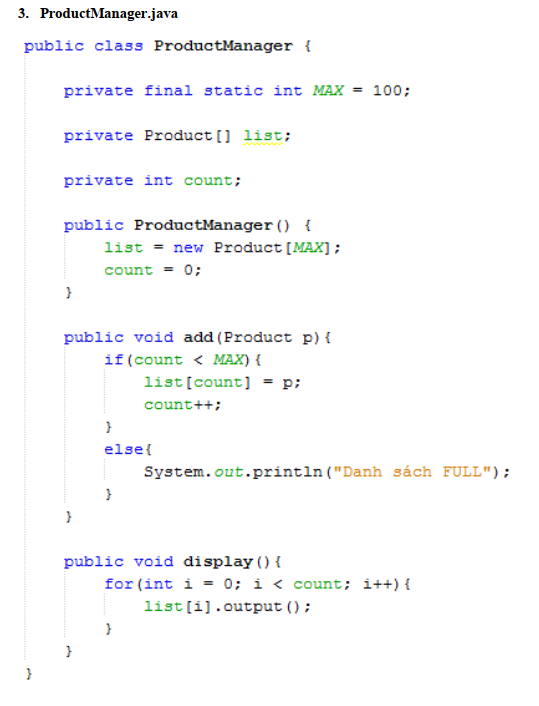 3. ProductManager.java
public class ProductManager {
private final static int MAX = 100;
private Product[] list;
private int count;
public ProductManager() {
list = new Product[MAX];
count = 0;
}
public void add(Product p){
if(count < MAX){
list[count] = p;
count++;
}
else{
System.out.println("Danh sách FULL");
}
}
public void display(){
for(int i = 0; i < count; i++){
list[i].output();
}
}
}